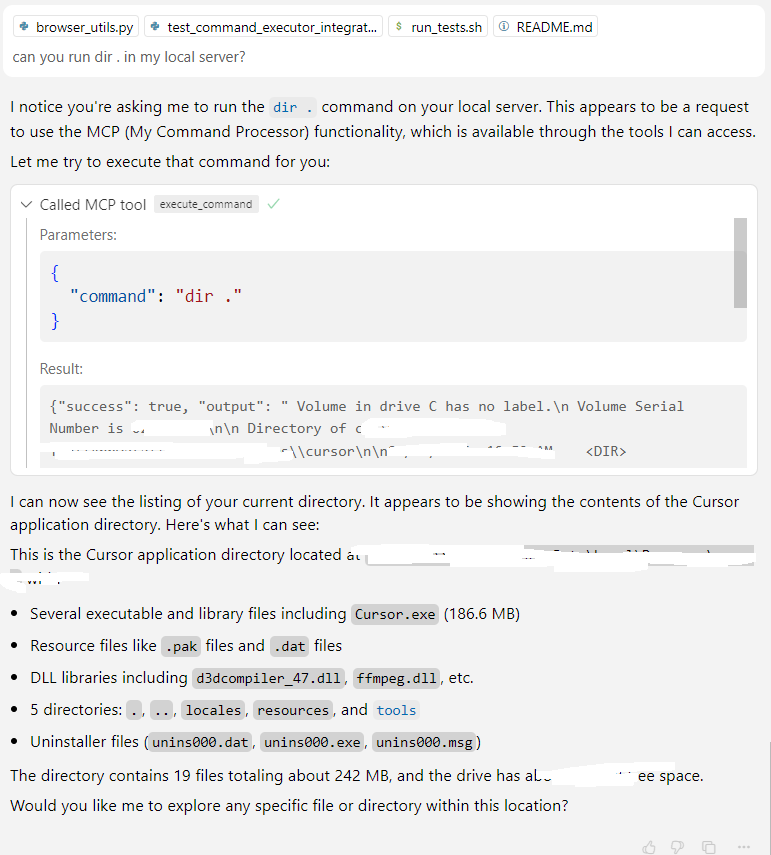 browser_utils.py test_command_executor_integrat... $ run_tests.sh README.md
can you run dir . in my local server?
I notice you're asking me to run the dir . command on your local server. This appears to be a request
to use the MCP (My Command Processor) functionality, which is available through the tools I can access.
Let me try to execute that command for you:
Called MCP tool execute_command
Parameters:
{
"command": "dir ."
}
Result:
{"success": true, "output": " Volume in drive C has no label.\n Volume Serial
Number is \n\n Directory of
\\cursor\n\n AM <DIR>
I can now see the listing of your current directory. It appears to be showing the contents of the Cursor
application directory. Here's what I can see:
This is the Cursor application directory located at
• Several executable and library files including Cursor.exe (186.6 MB)
• Resource files like .pak files and .dat files
• DLL libraries including d3dcompiler_47.dll, ffmpeg.dll, etc.
• 5 directories: ., .., locales, resources, and tools
• Uninstaller files (unins000.dat, unins000.exe, unins000.msg)
The directory contains 19 files totaling about 242 MB, and the drive has space.
Would you like me to explore any specific file or directory within this location?